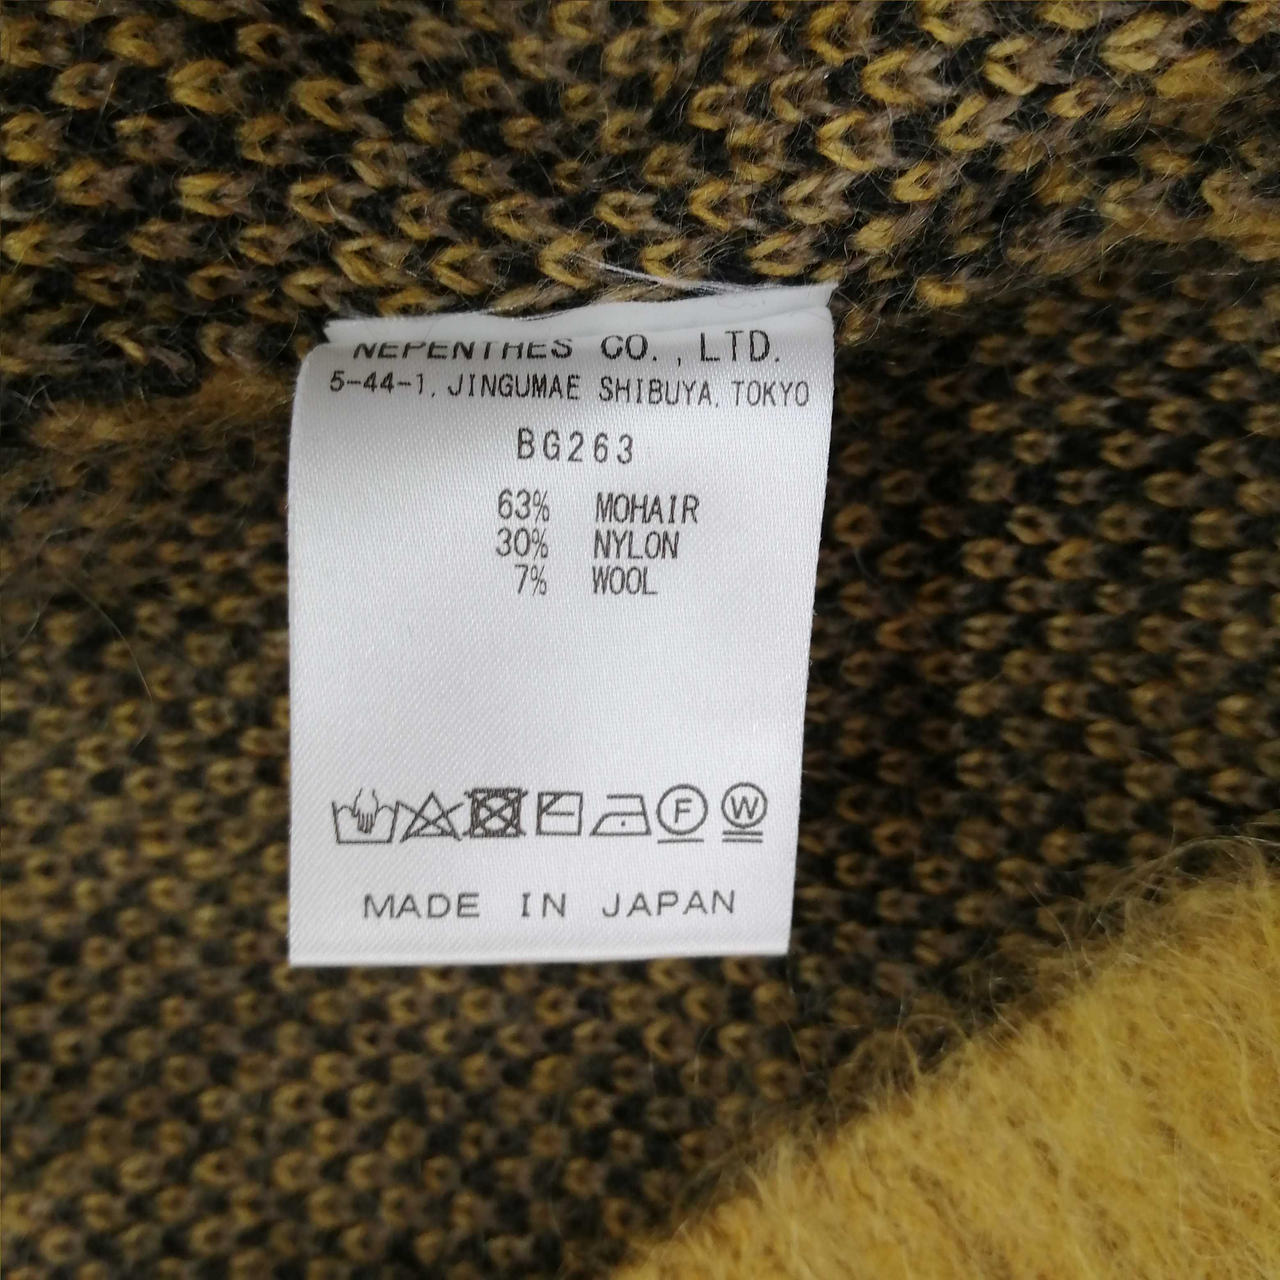 NEPENTHES CO.,LTD.
5-44-1, JINGUMAE SHIBUYA, TOKYO
BG263
63% MOHAIR
30% NYLON
7% WOOL
F W
MADE IN JAPAN